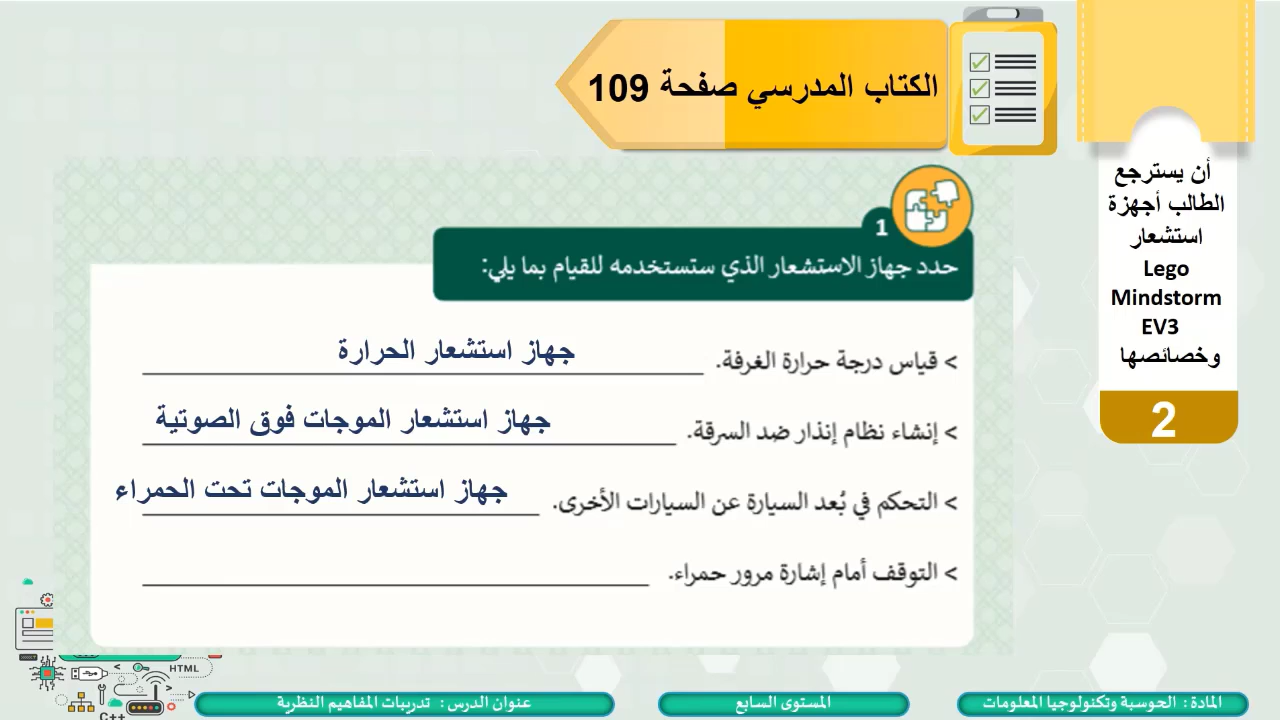 الكتاب المدرسي صفحة 109
أن يسترجع
الطالب أجهزة
استشعار
Lego
Mindstorm
EV3
وخصائصها
2
1
حدد جهاز الاستشعار الذي ستستخدمه للقيام بما يلي:
> قياس درجة حرارة الغرفة. جهاز استشعار الحرارة
> إنشاء نظام إنذار ضد السرقة. جهاز استشعار الموجات فوق الصوتية
> التحكم في بُعد السيارة عن السيارات الأخرى. جهاز استشعار الموجات تحت الحمراء
> التوقف أمام إشارة مرور حمراء.
HTML
C++
المادة : الحوسبة وتكنولوجيا المعلومات
المستوى السابع
عنوان الدرس : تدريبات المفاهيم النظرية